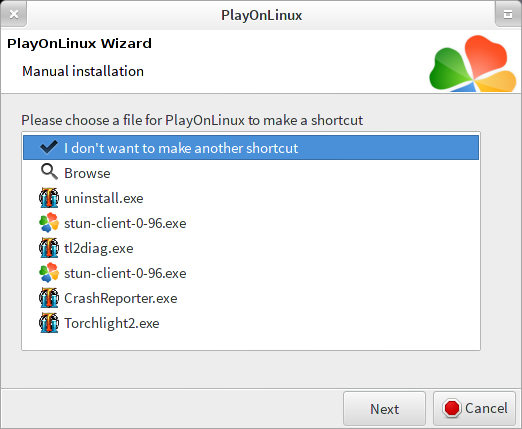 PlayOnLinux
PlayOnLinux Wizard
Manual installation
Please choose a file for PlayOnLinux to make a shortcut
I don't want to make another shortcut
Browse
uninstall.exe
stun-client-0-96.exe
tl2diag.exe
stun-client-0-96.exe
CrashReporter.exe
Torchlight2.exe
Next
Cancel